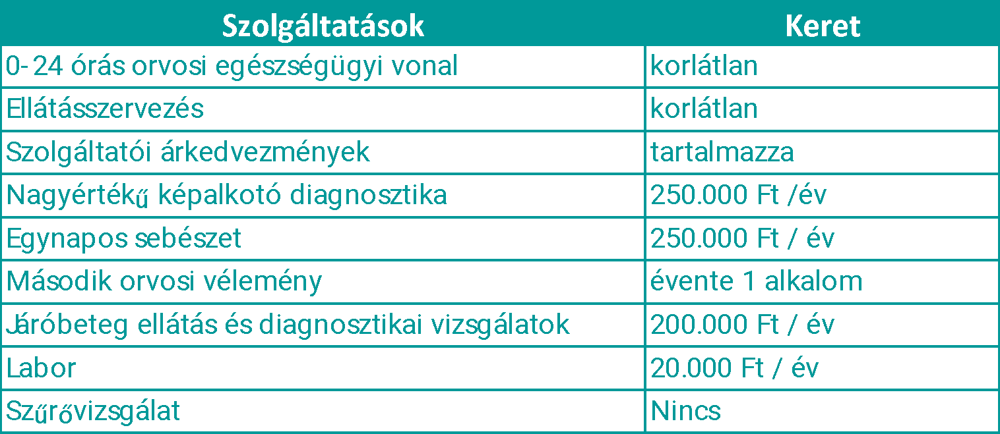 Szolgáltatások Keret
0-24 órás orvosi egészségügyi vonal korlátlan
Ellátásszervezés korlátlan
Szolgáltatói árkedvezmények tartalmazza
Nagyértékű képalkotó diagnosztika 250.000 Ft /év
Egynapos sebészet 250.000 Ft / év
Második orvosi vélemény évente 1 alkalom
Járóbeteg ellátás és diagnosztikai vizsgálatok 200.000 Ft / év
Labor 20.000 Ft / év
Szűrővizsgálat Nincs